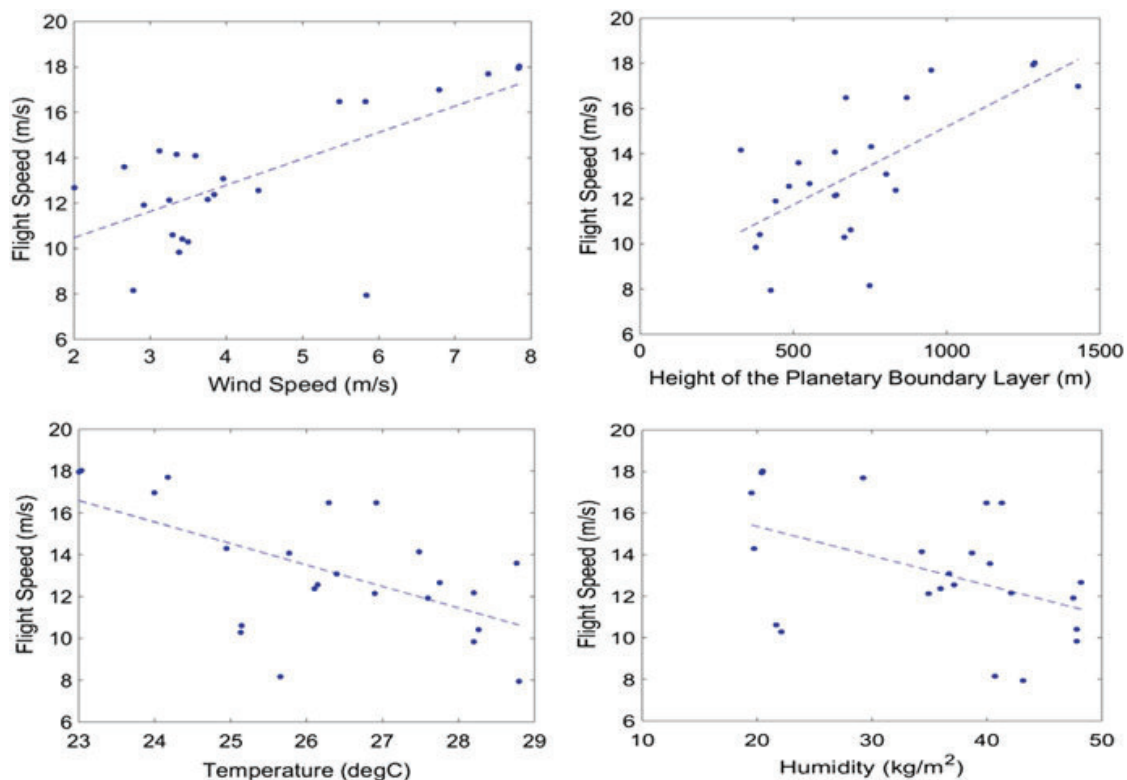 20
18
16
14
12
10
8
6
Flight Speed (m/s)
2 3 4 5 6 7 8
Wind Speed (m/s)
20
18
16
14
12
10
8
6
Flight Speed (m/s)
0 500 1000 1500
Height of the Planetary Boundary Layer (m)
20
18
16
14
12
10
8
6
Flight Speed (m/s)
23 24 25 26 27 28 29
Temperature (degC)
20
18
16
14
12
10
8
6
Flight Speed (m/s)
10 20 30 40 50
Humidity (kg/m²)